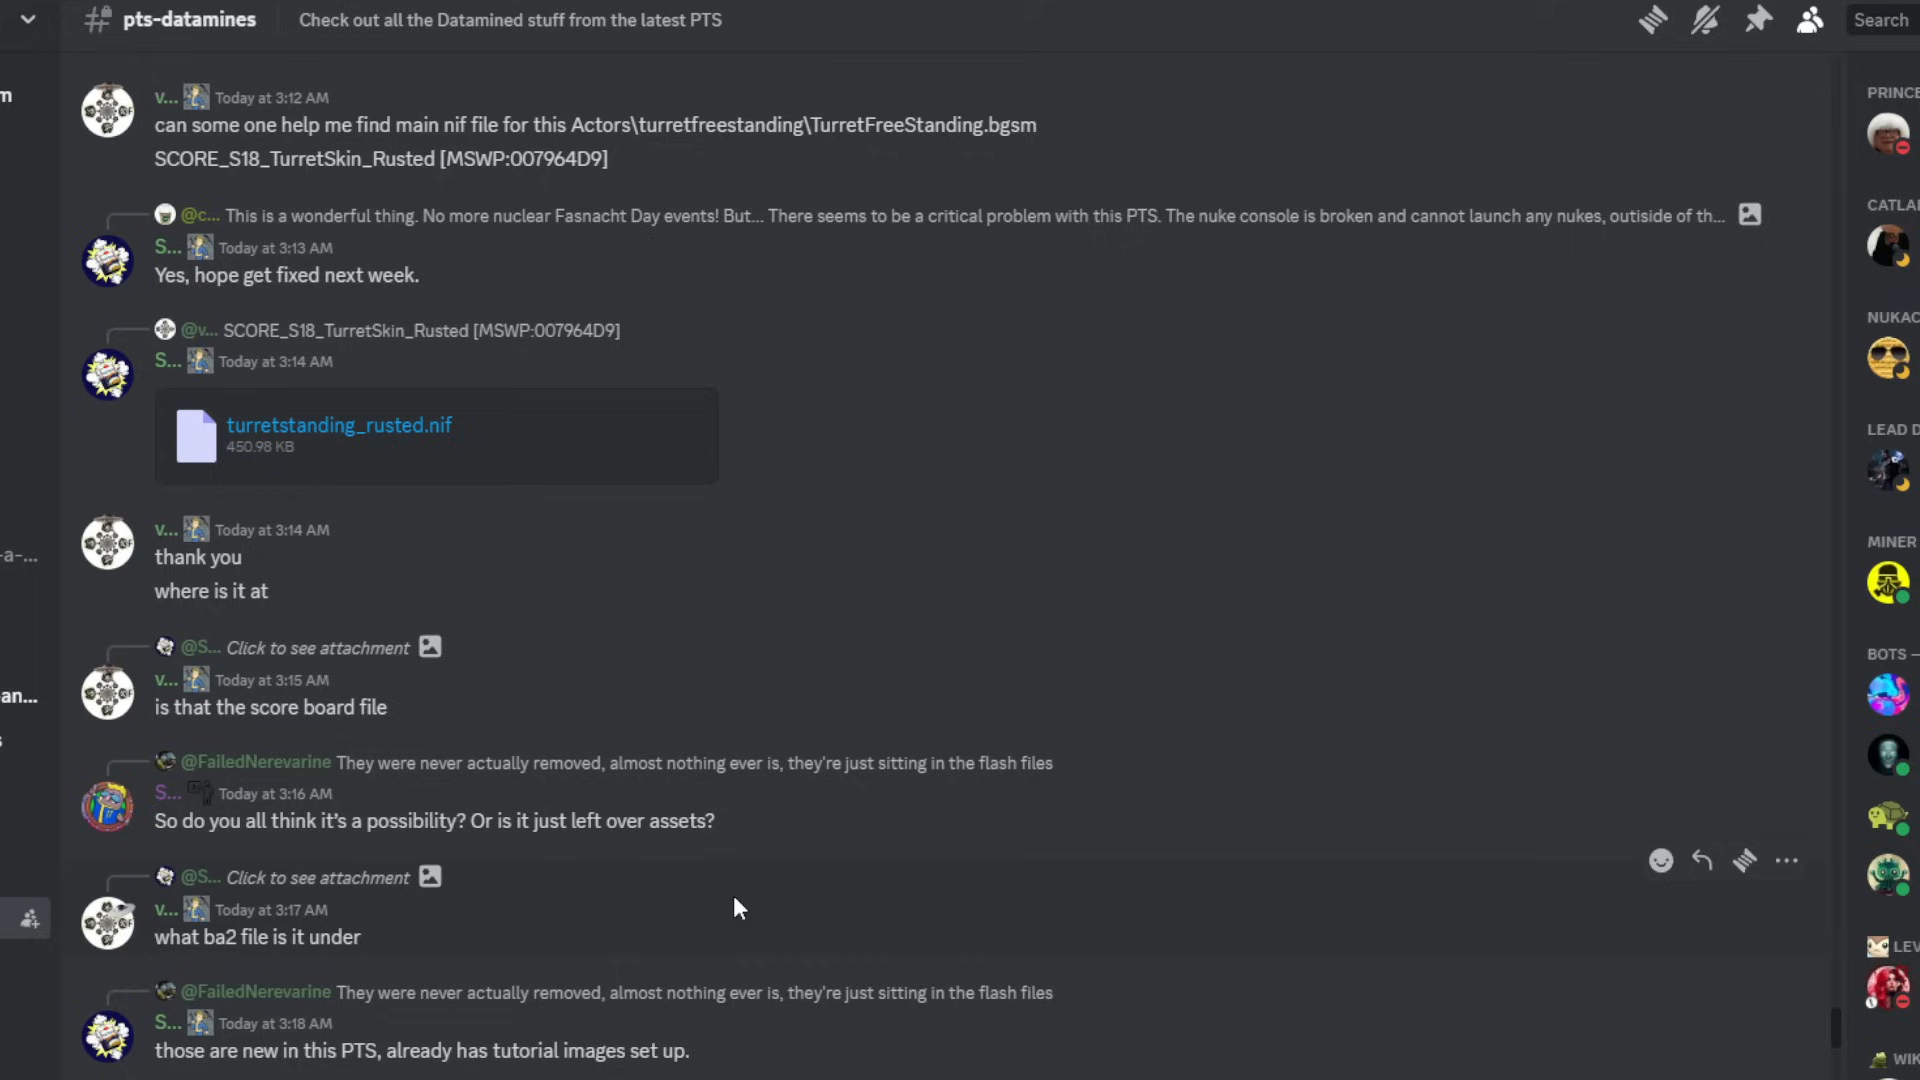 pts-datamines
Check out all the Datamined stuff from the latest PTS
Search
m
PRINCE
v... Today at 3:12 AM
can some one help me find main nif file for this Actors\turretfreestanding\TurretFreeStanding.bgsm
SCORE_S18_TurretSkin_Rusted [MSWP:007964D9]
CATLA
@c... This is a wonderful thing. No more nuclear Fasnacht Day events! But... There seems to be a critical problem with this PTS. The nuke console is broken and cannot launch any nukes, outiside of th...
S... Today at 3:13 AM
Yes, hope get fixed next week.
NUKAC
@v... SCORE_S18_TurretSkin_Rusted [MSWP:007964D9]
S... Today at 3:14 AM
turretstanding_rusted.nif
450.98 KB
LEAD D
v... Today at 3:14 AM
thank you
where is it at
-a-...
MINER
@S... Click to see attachment
v... Today at 3:15 AM
is that the score board file
an...
BOTS —
s
@FailedNerevarine They were never actually removed, almost nothing ever is, they're just sitting in the flash files
S... Today at 3:16 AM
So do you all think it's a possibility? Or is it just left over assets?
@S... Click to see attachment
v... Today at 3:17 AM
what ba2 file is it under
LEV
@FailedNerevarine They were never actually removed, almost nothing ever is, they're just sitting in the flash files
S... Today at 3:18 AM
those are new in this PTS, already has tutorial images set up.
WIK